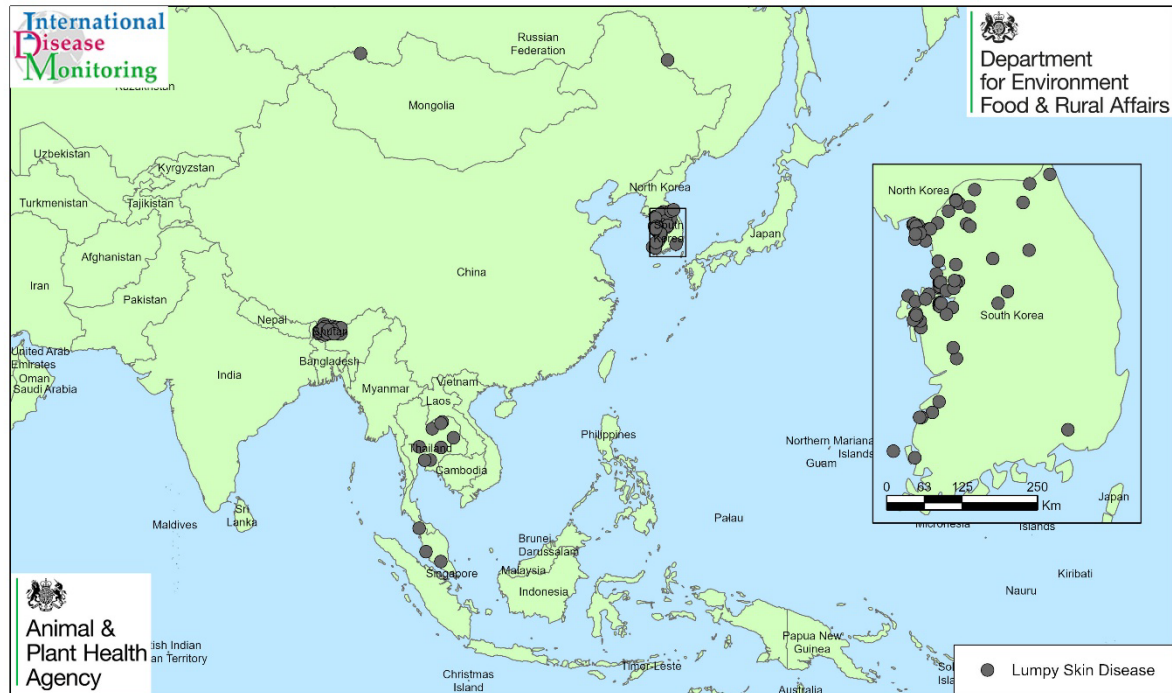 International
Disease
Monitoring
Department
for Environment
Food & Rural Affairs
Russian
Federation
Kazakhstan
Mongolia
Uzbekistan
Kyrgyzstan
Turkmenistan
Tajikistan
North Korea
South
Korea
Japan
Afghanistan
China
Iran
Pakistan
Nepal
Bhutan
United Arab
Emirates
Oman
Saudi Arabia
Bangladesh
India
Myanmar
Vietnam
Laos
Thailand
Cambodia
Philippines
Northern Mariana
Islands
Guam
Sri
Lanka
Maldives
Palau
Micronesia
Islands
Brunei
Darussalam
Malaysia
Singapore
Indonesia
Kiribati
Nauru
Papua New
Guinea
Timor-Leste
Christmas
Island
Australia
North Korea
South Korea
Japan
0 63 125 250
Km
Animal &
Plant Health
Agency
Lumpy Skin Disease